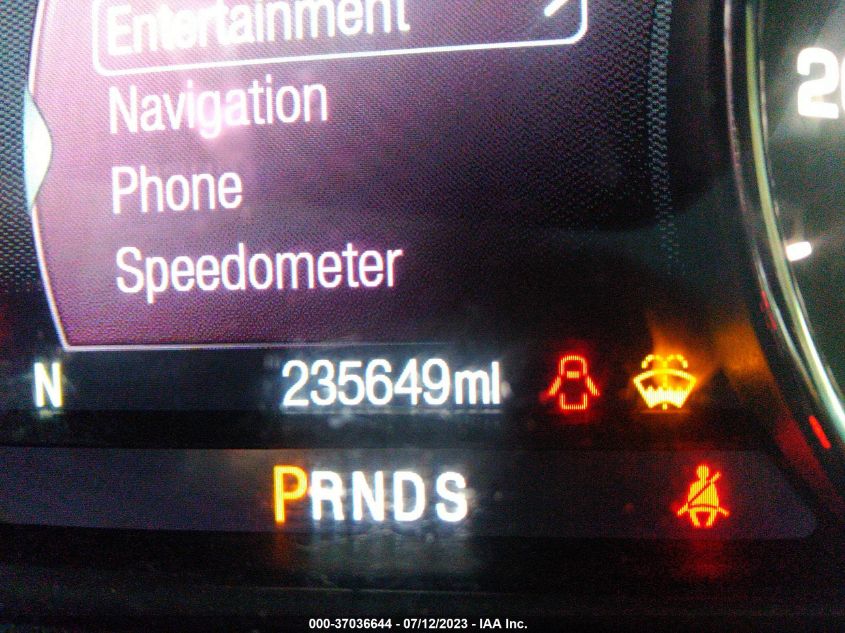 Entertainment
Navigation
Phone
Speedometer
N
235649mi
PRNDS
000-37036644 - 07/12/2023 - IAA Inc.